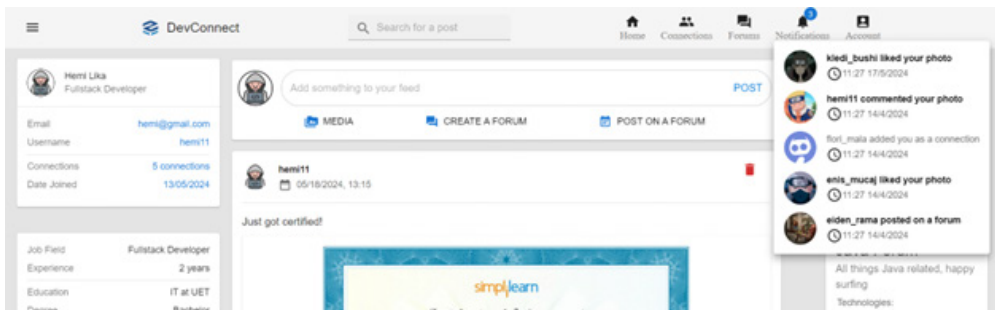 DevConnect
Search for a post
Home
Connections
Forums
3
Notifications
Account
Hemi Lika
Fullstack Developer
Email hemi@gmail.com
Username hemi11
Connections 5 connections
Date Joined 13/05/2024
Job Field Fullstack Developer
Experience 2 years
Education IT at UET
Add something to your feed
POST
MEDIA
CREATE A FORUM
POST ON A FORUM
hemi11
05/18/2024, 13:15
Just got certified!
simplilearn
kledi_bushi liked your photo
11:27 17/5/2024
hemi11 commented your photo
11:27 14/4/2024
fiori_mala added you as a connection
11:27 14/4/2024
enis_mucaj liked your photo
11:27 14/4/2024
eiden_rama posted on a forum
11:27 14/4/2024
All things Java related, happy
surfing
Technologies: